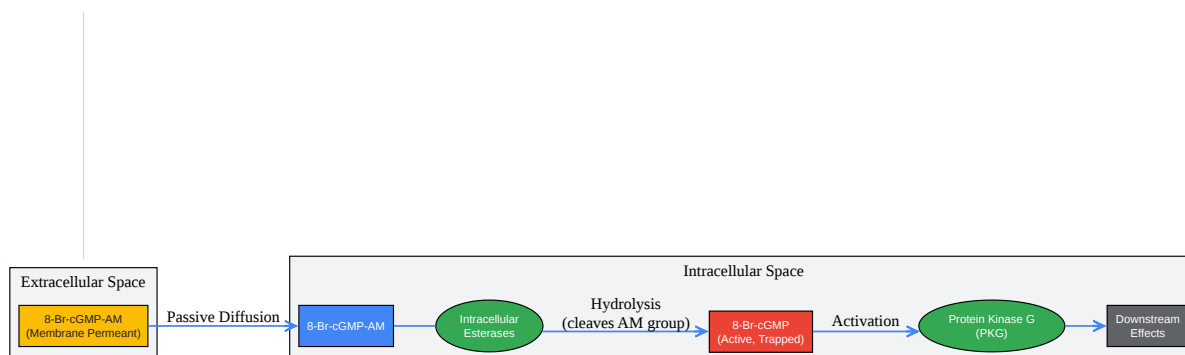 Extracellular Space
8-Br-cGMP-AM
(Membrane Permeant)
Passive Diffusion
Intracellular Space
8-Br-cGMP-AM
Intracellular
Esterases
Hydrolysis
(cleaves AM group)
8-Br-cGMP
(Active, Trapped)
Activation
Protein Kinase G
(PKG)
Downstream
Effects